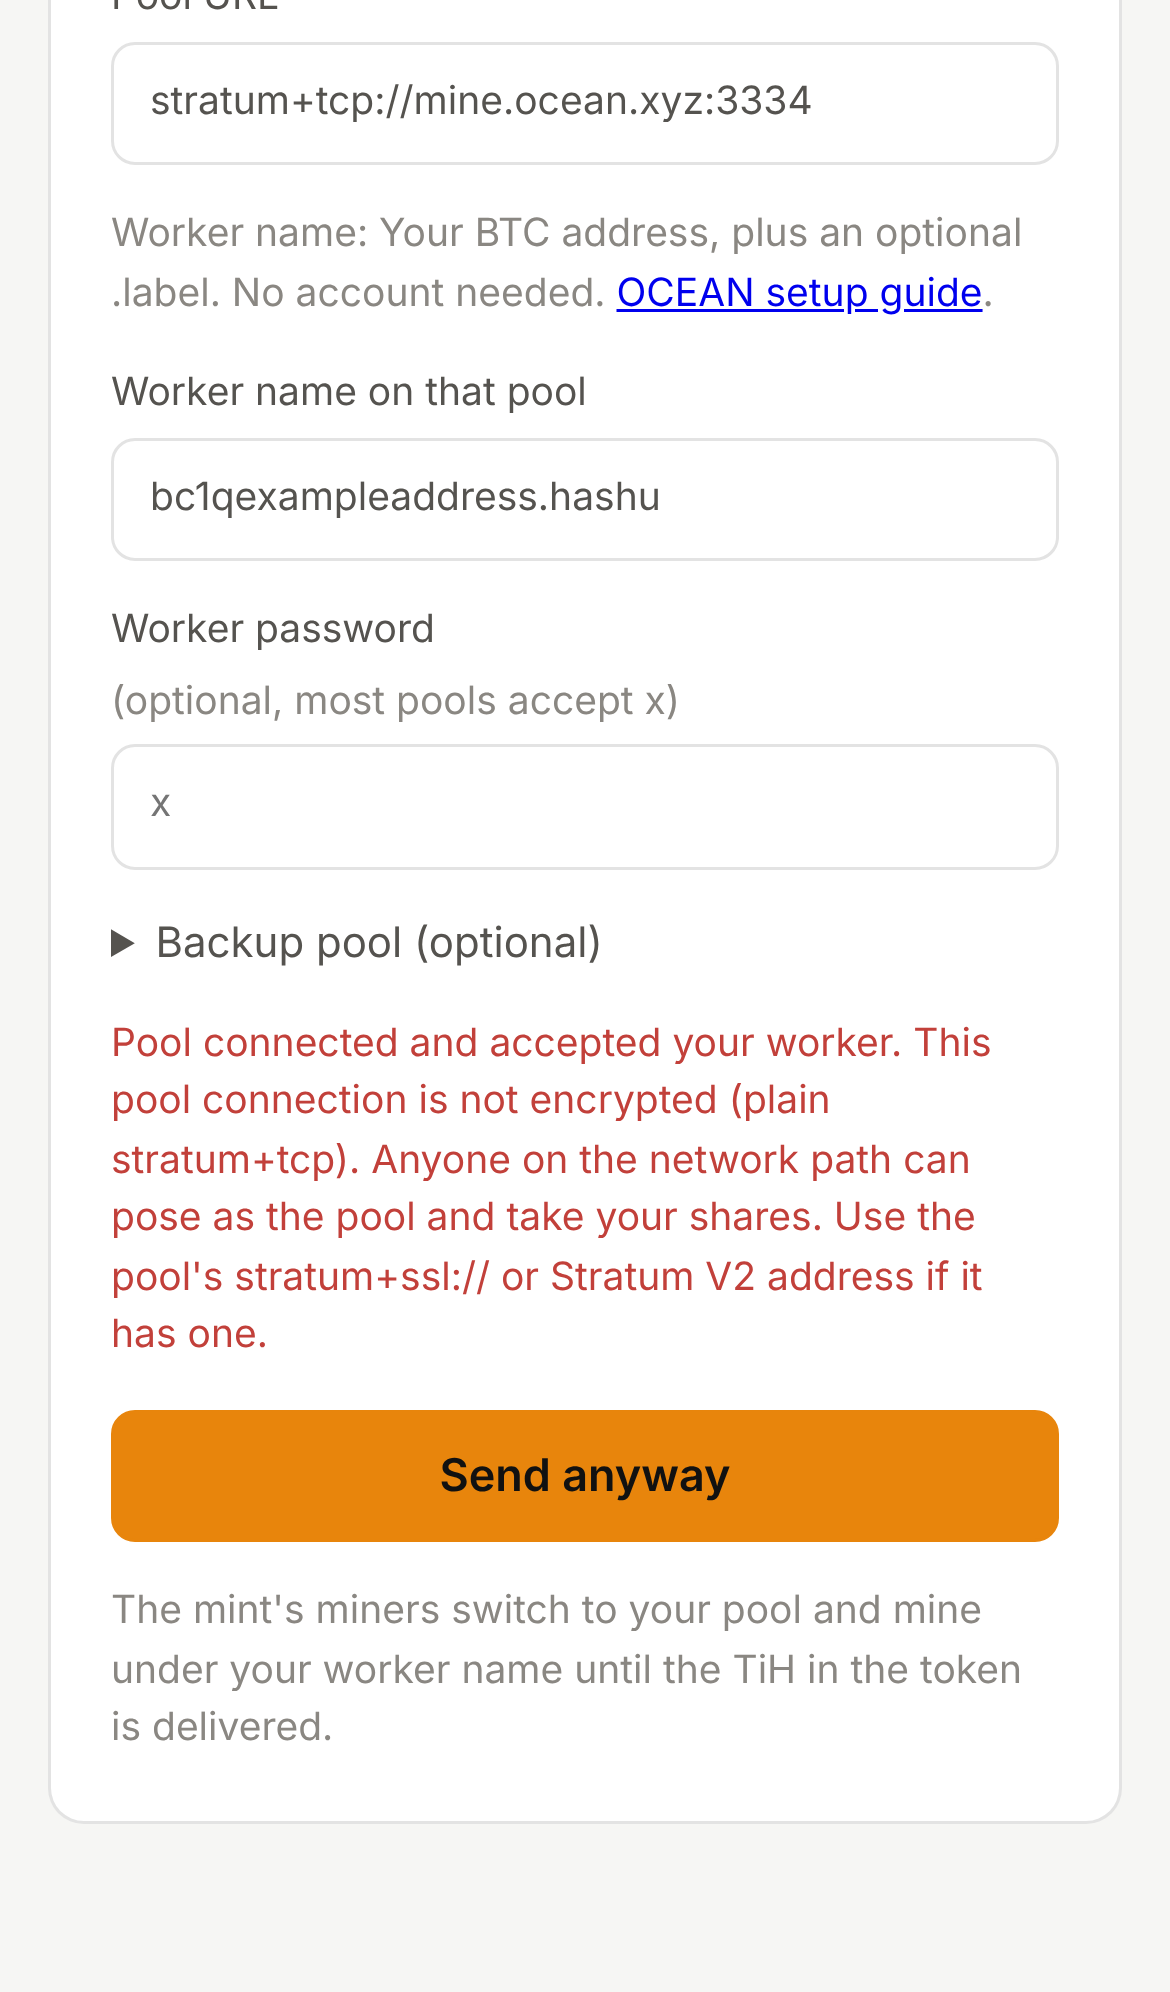 Pool URL
stratum+tcp://mine.ocean.xyz:3334
Worker name: Your BTC address, plus an optional
.label. No account needed. OCEAN setup guide.
Worker name on that pool
bc1qexampleaddress.hashu
Worker password
(optional, most pools accept x)
x
Backup pool (optional)
Pool connected and accepted your worker. This
pool connection is not encrypted (plain
stratum+tcp). Anyone on the network path can
pose as the pool and take your shares. Use the
pool's stratum+ssl:// or Stratum V2 address if it
has one.
Send anyway
The mint's miners switch to your pool and mine
under your worker name until the TiH in the token
is delivered.